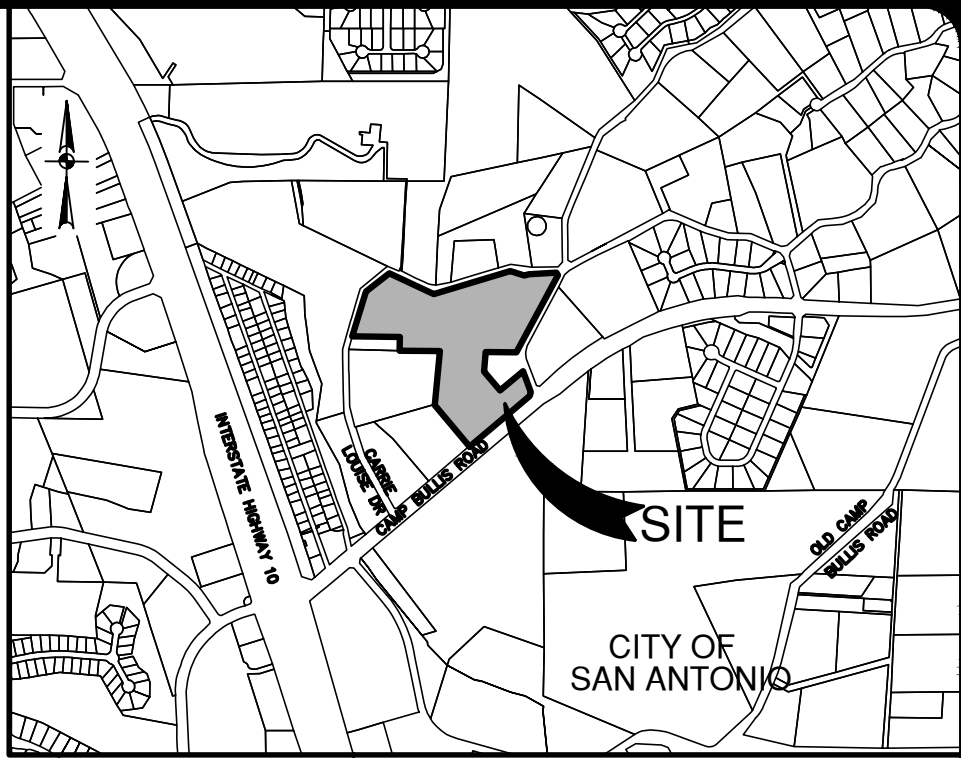 INTERSTATE HIGHWAY 10
CARRIE
LOUISE DR
CAMP BULLIS ROAD
SITE
OLD CAMP
BULLIS ROAD
CITY OF
SAN ANTONIO